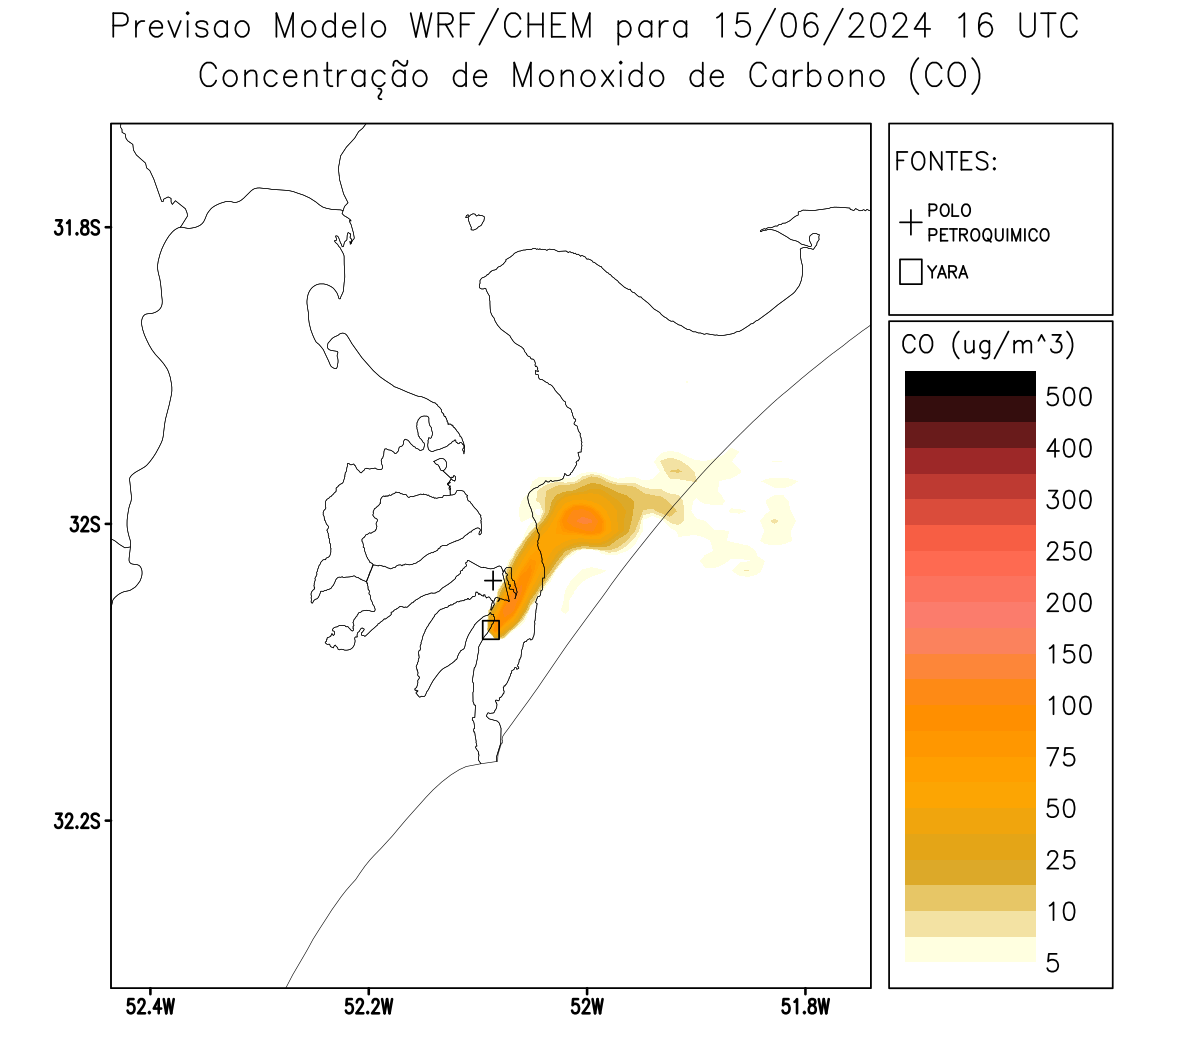 Previsao Modelo WRF/CHEM para 15/06/2024 16 UTC
Concentração de Monoxido de Carbono (CO)
FONTES:
POLO
PETROQUIMICO
YARA
31.8S
32S
32.2S
52.4W
52.2W
52W
51.8W
CO (ug/m^3)
500
400
300
250
200
150
100
75
50
25
10
5